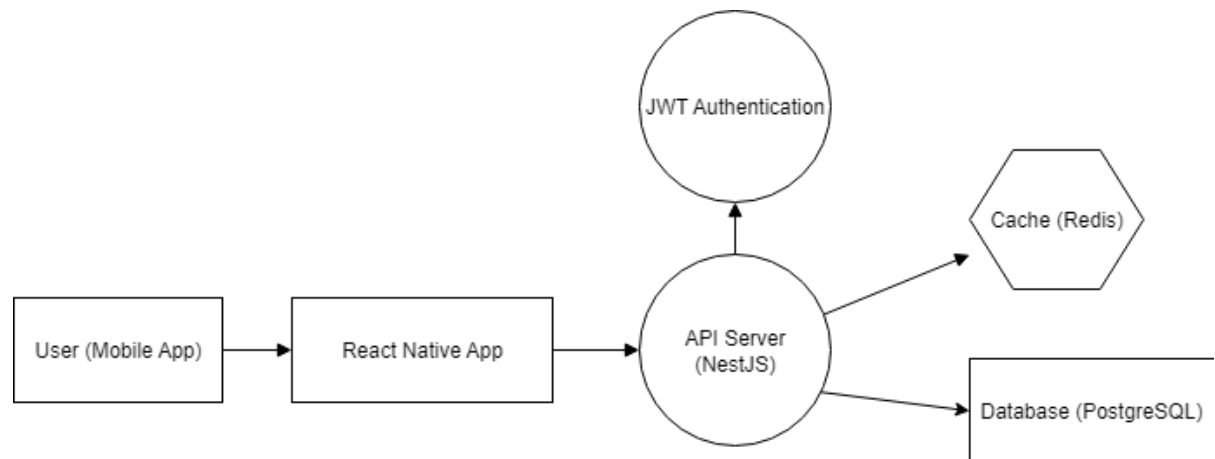 JWT Authentication
Cache (Redis)
User (Mobile App)
React Native App
API Server
(NestJS)
Database (PostgreSQL)